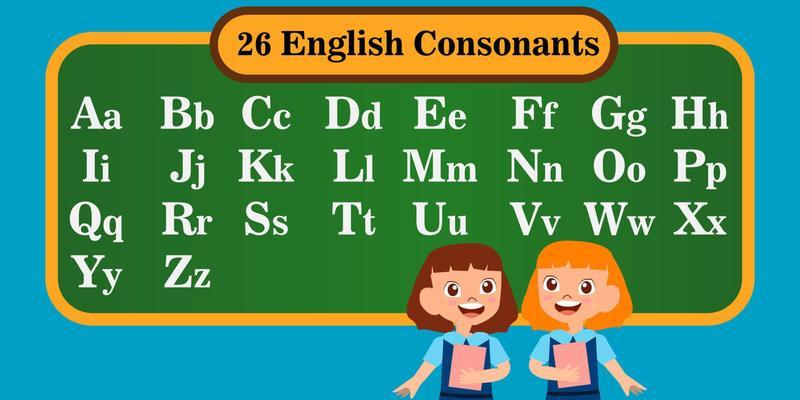 26 English Consonants
Aa Bb Cc Dd Ee Ff Gg Hh
Ii Jj Kk Ll Mm Nn Oo Pp
Qq Rr Ss Tt Uu Vv Ww Xx
Yy Zz